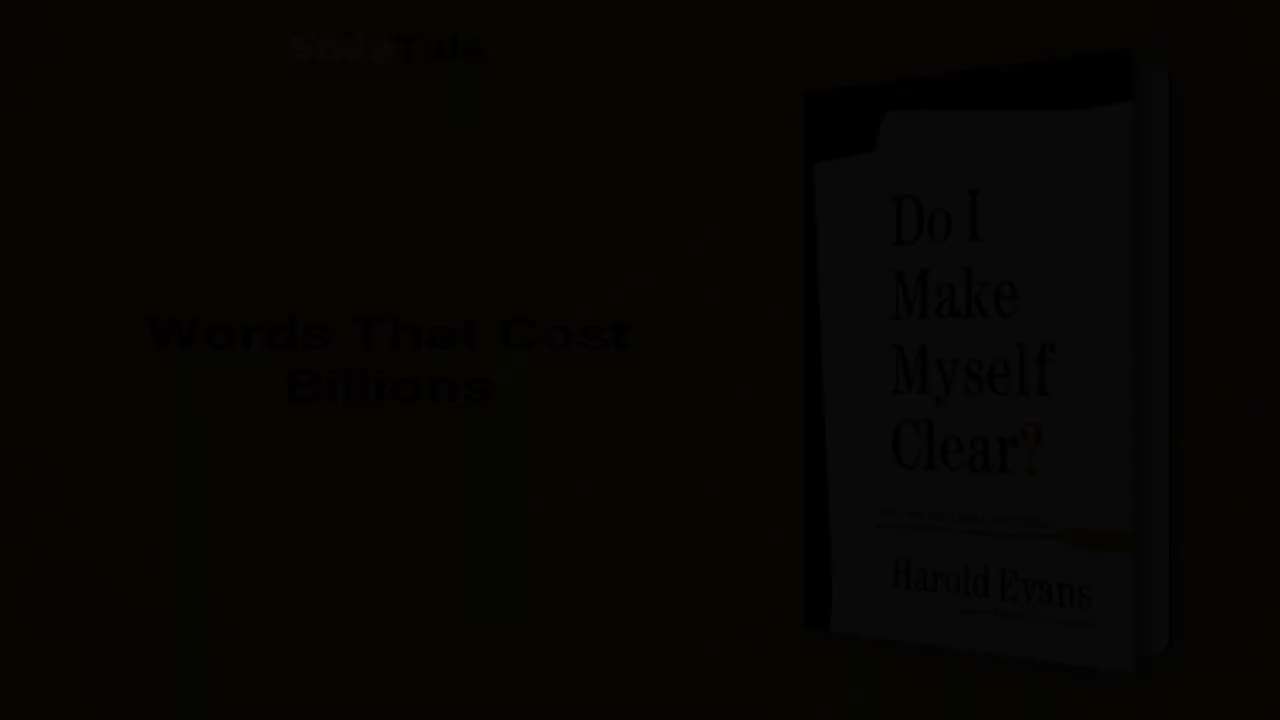 Words That Cost
Billions
Do I
Make
Myself
Clear?
Harold Evans